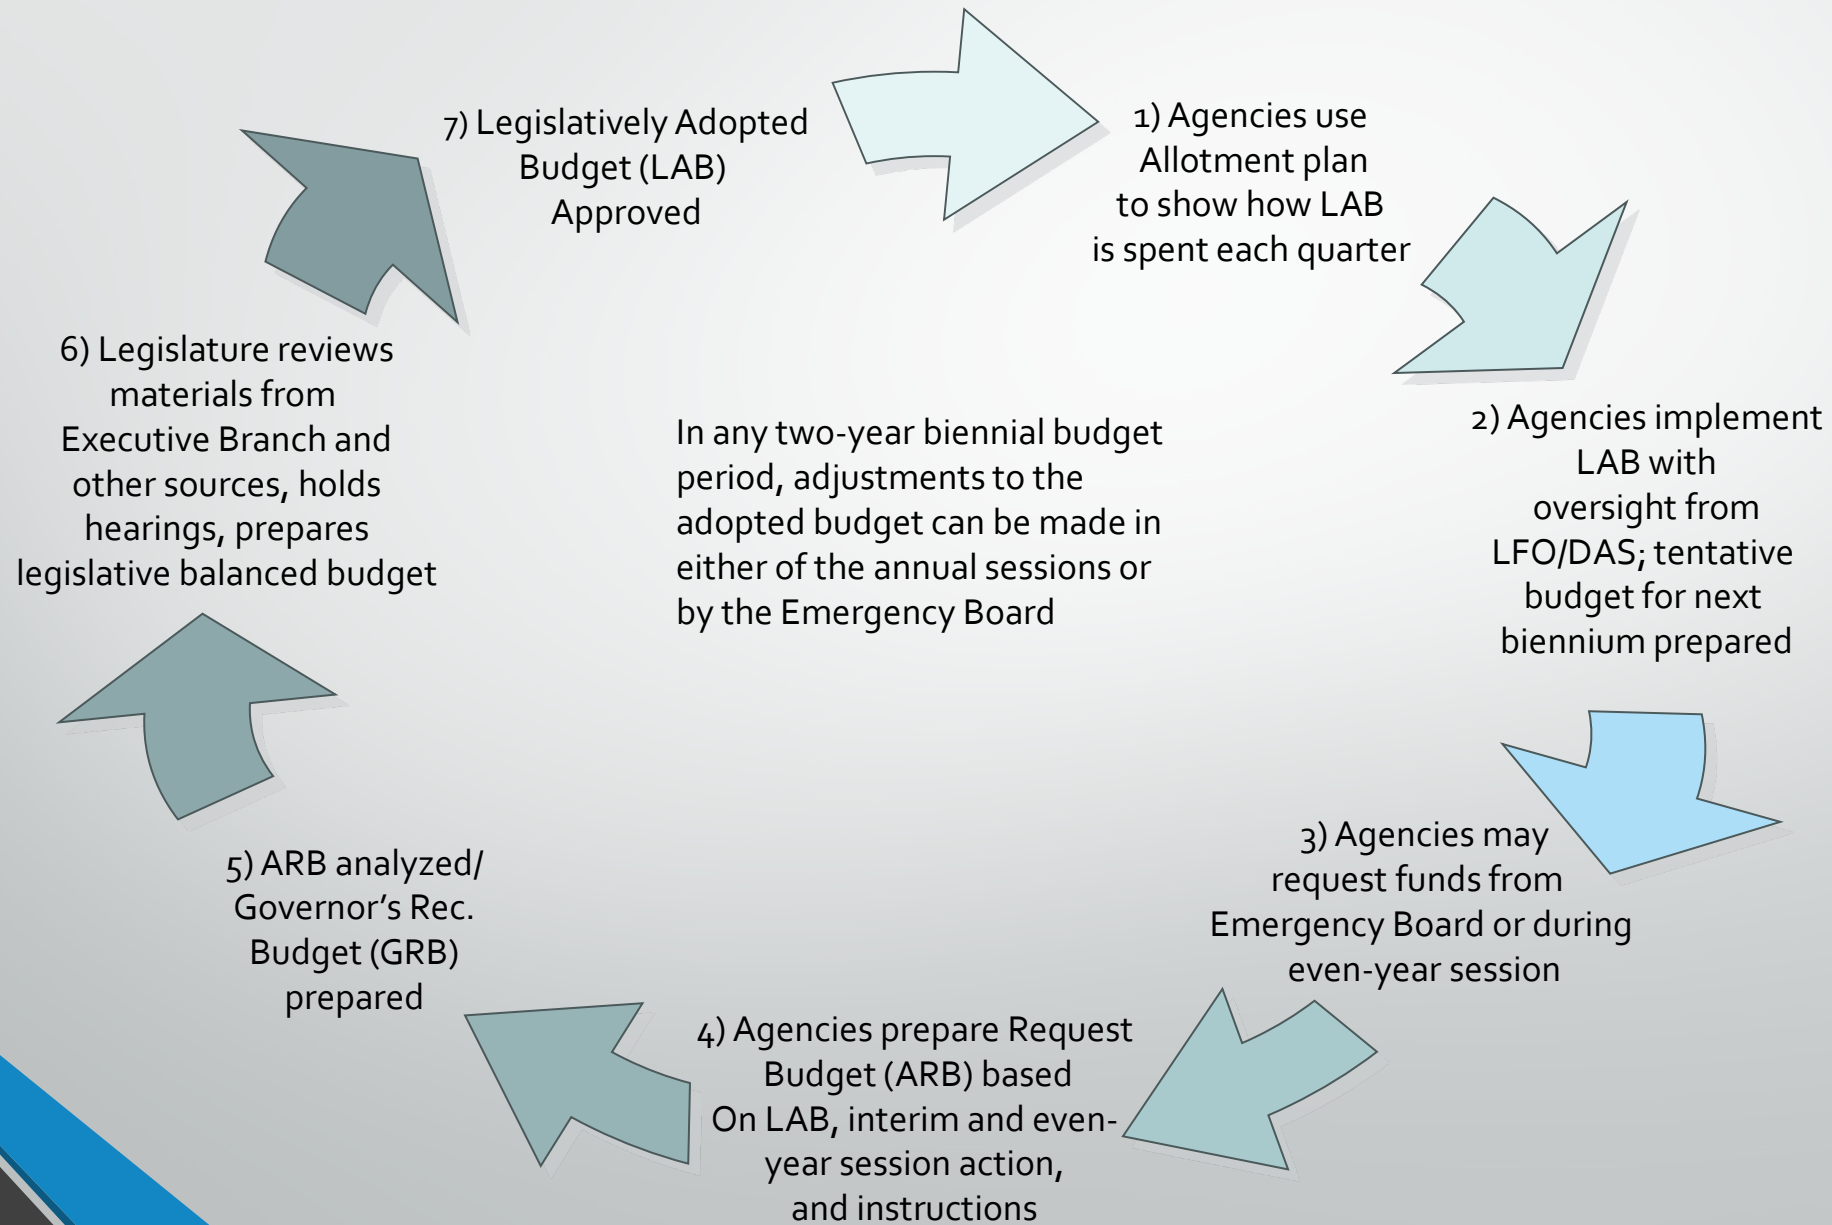 7) Legislatively Adopted
Budget (LAB)
Approved
1) Agencies use
Allotment plan
to show how LAB
is spent each quarter
2) Agencies implement
LAB with
oversight from
LFO/DAS; tentative
budget for next
biennium prepared
3) Agencies may
request funds from
Emergency Board or during
even-year session
4) Agencies prepare Request
Budget (ARB) based
On LAB, interim and even-
year session action,
and instructions
5) ARB analyzed/
Governor’s Rec.
Budget (GRB)
prepared
6) Legislature reviews
materials from
Executive Branch and
other sources, holds
hearings, prepares
legislative balanced budget
In any two-year biennial budget
period, adjustments to the
adopted budget can be made in
either of the annual sessions or
by the Emergency Board